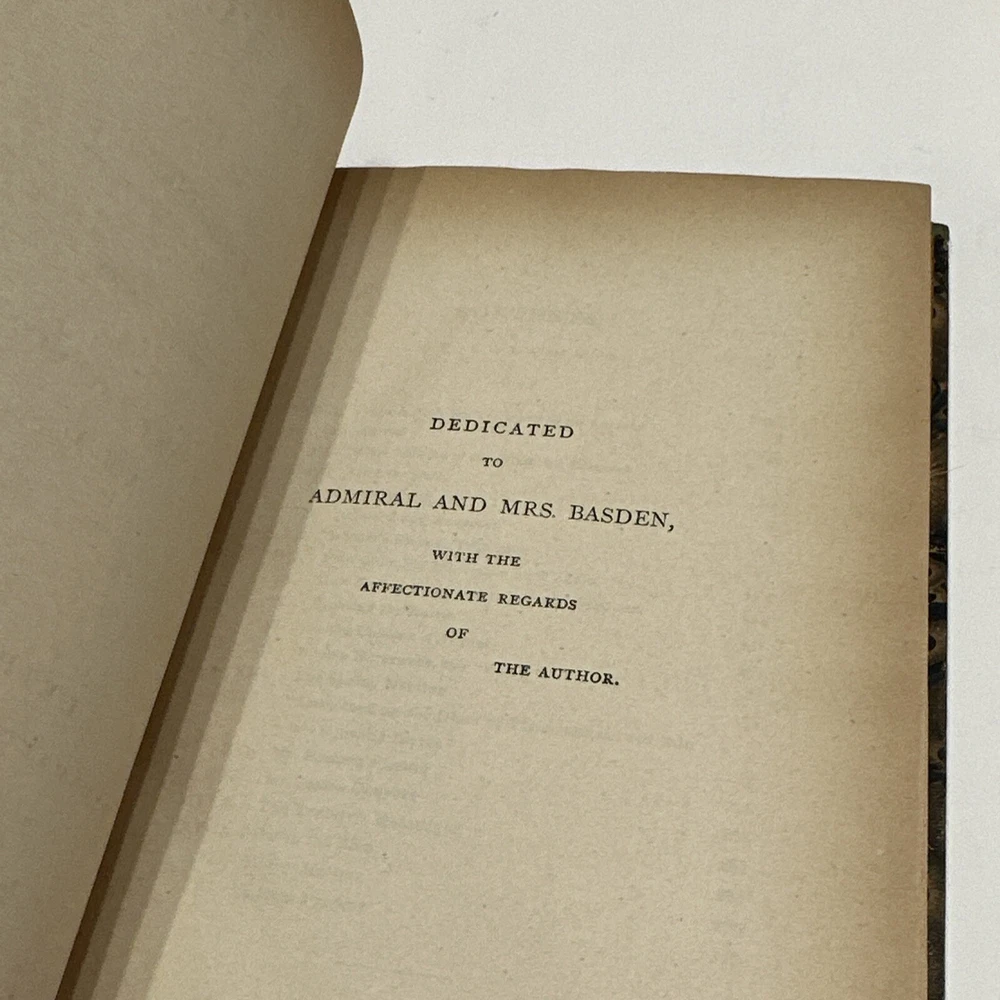 DEDICATED
TO
ADMIRAL AND MRS. BASDEN,
WITH THE
AFFECTIONATE REGARDS
OF
THE AUTHOR.